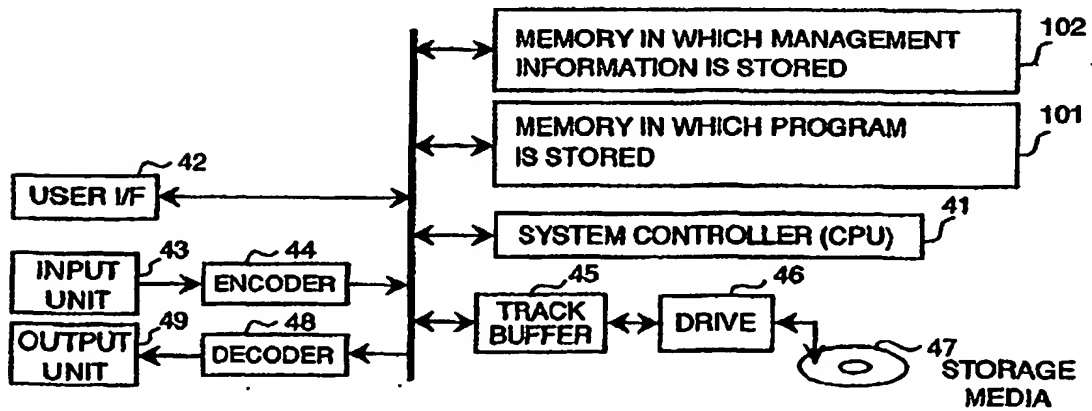 102
MEMORY IN WHICH MANAGEMENT
INFORMATION IS STORED
101
MEMORY IN WHICH PROGRAM
IS STORED
42
USER I/F
41
SYSTEM CONTROLLER (CPU)
43
INPUT
UNIT
44
ENCODER
45
TRACK
BUFFER
46
DRIVE
49
OUTPUT
UNIT
48
DECODER
47
STORAGE
MEDIA